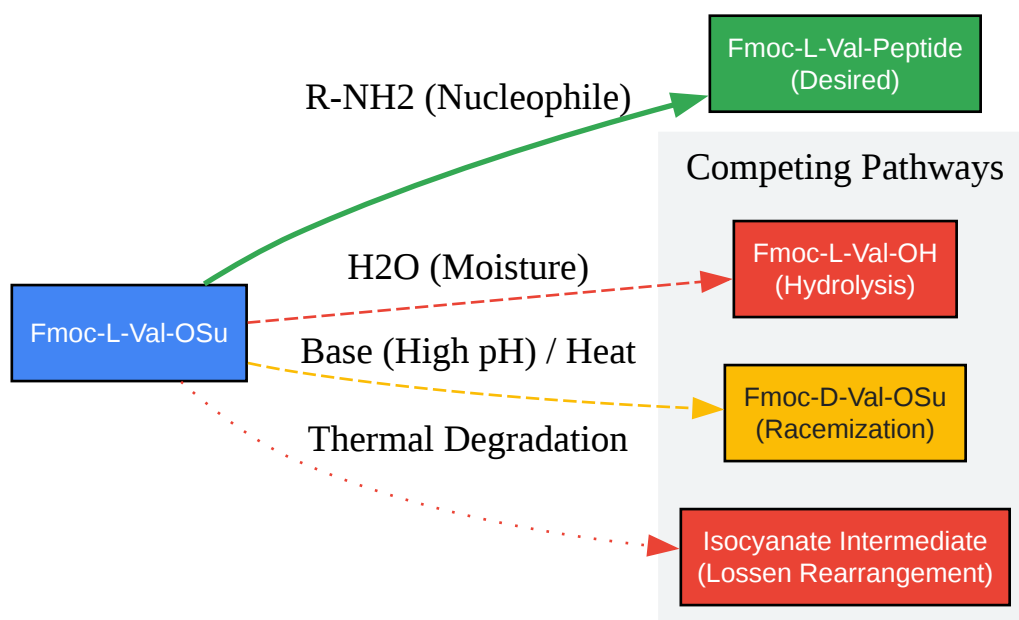 Fmoc-L-Val-Peptide
(Desired)
R-NH2 (Nucleophile)
Competing Pathways
Fmoc-L-Val-OH
(Hydrolysis)
H2O (Moisture)
Fmoc-L-Val-OSu
Base (High pH) / Heat
Fmoc-D-Val-OSu
(Racemization)
Thermal Degradation
Isocyanate Intermediate
(Lossen Rearrangement)